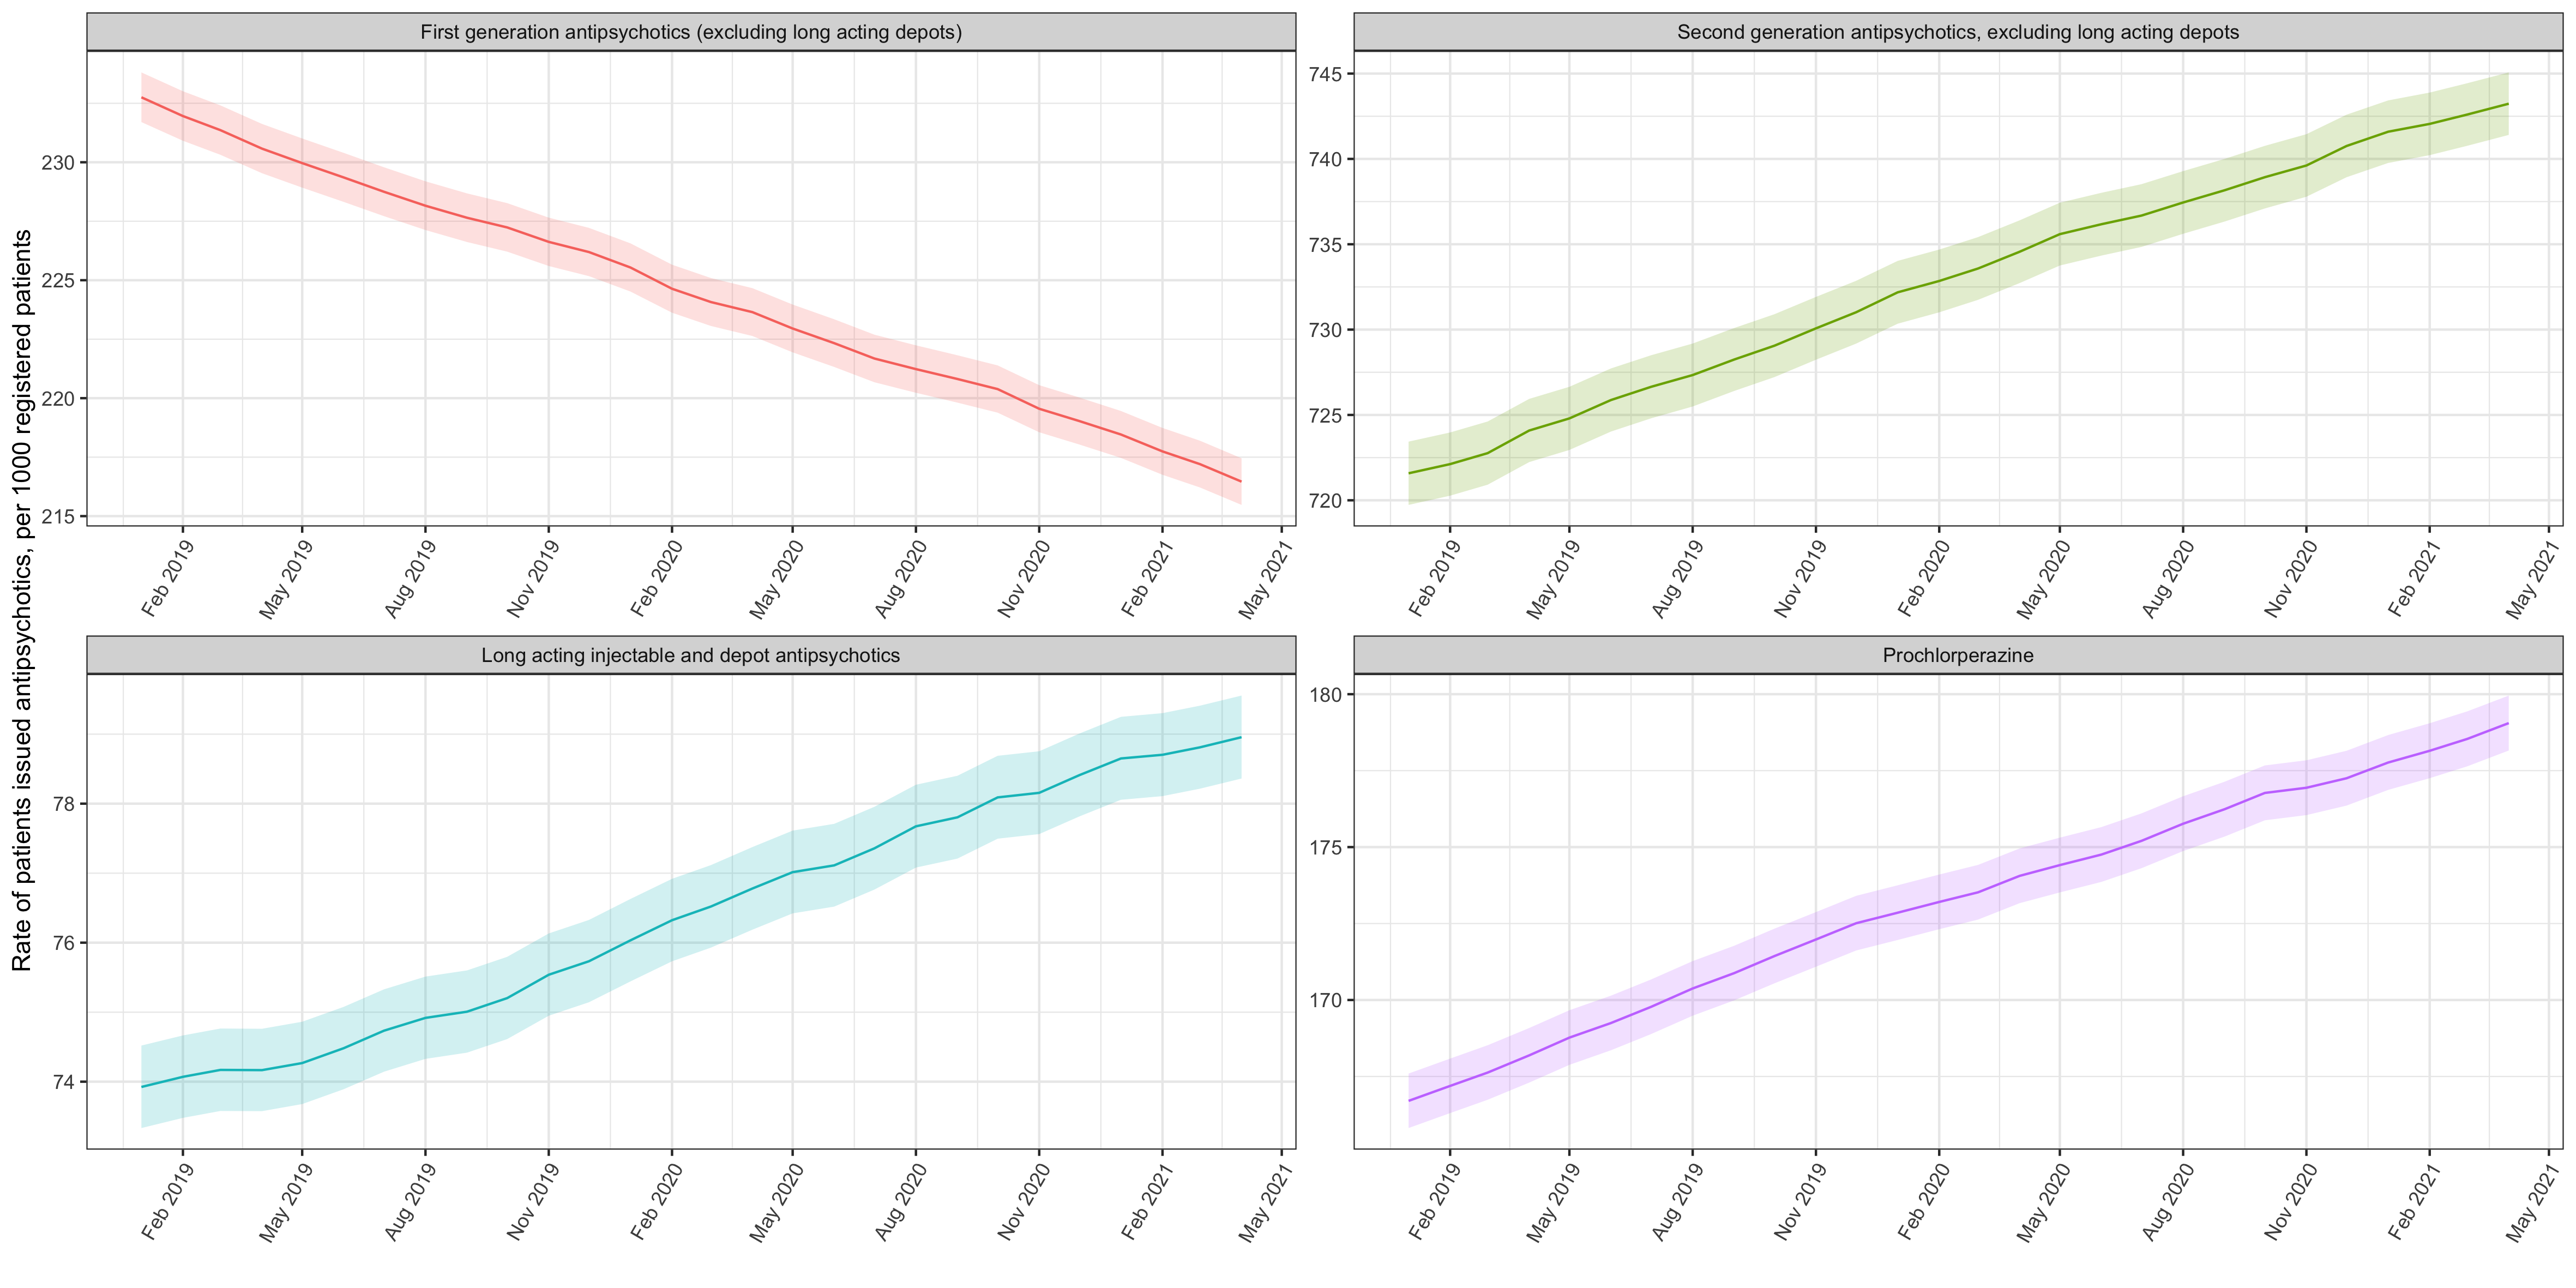 Rate of patients issued antipsychotics, per 1000 registered patients
First generation antipsychotics (excluding long acting depots)
230
225
220
215
Feb 2019
May 2019
Aug 2019
Nov 2019
Feb 2020
May 2020
Aug 2020
Nov 2020
Feb 2021
May 2021
Second generation antipsychotics, excluding long acting depots
745
740
735
730
725
720
Feb 2019
May 2019
Aug 2019
Nov 2019
Feb 2020
May 2020
Aug 2020
Nov 2020
Feb 2021
May 2021
Long acting injectable and depot antipsychotics
78
76
74
Feb 2019
May 2019
Aug 2019
Nov 2019
Feb 2020
May 2020
Aug 2020
Nov 2020
Feb 2021
May 2021
Prochlorperazine
180
175
170
Feb 2019
May 2019
Aug 2019
Nov 2019
Feb 2020
May 2020
Aug 2020
Nov 2020
Feb 2021
May 2021